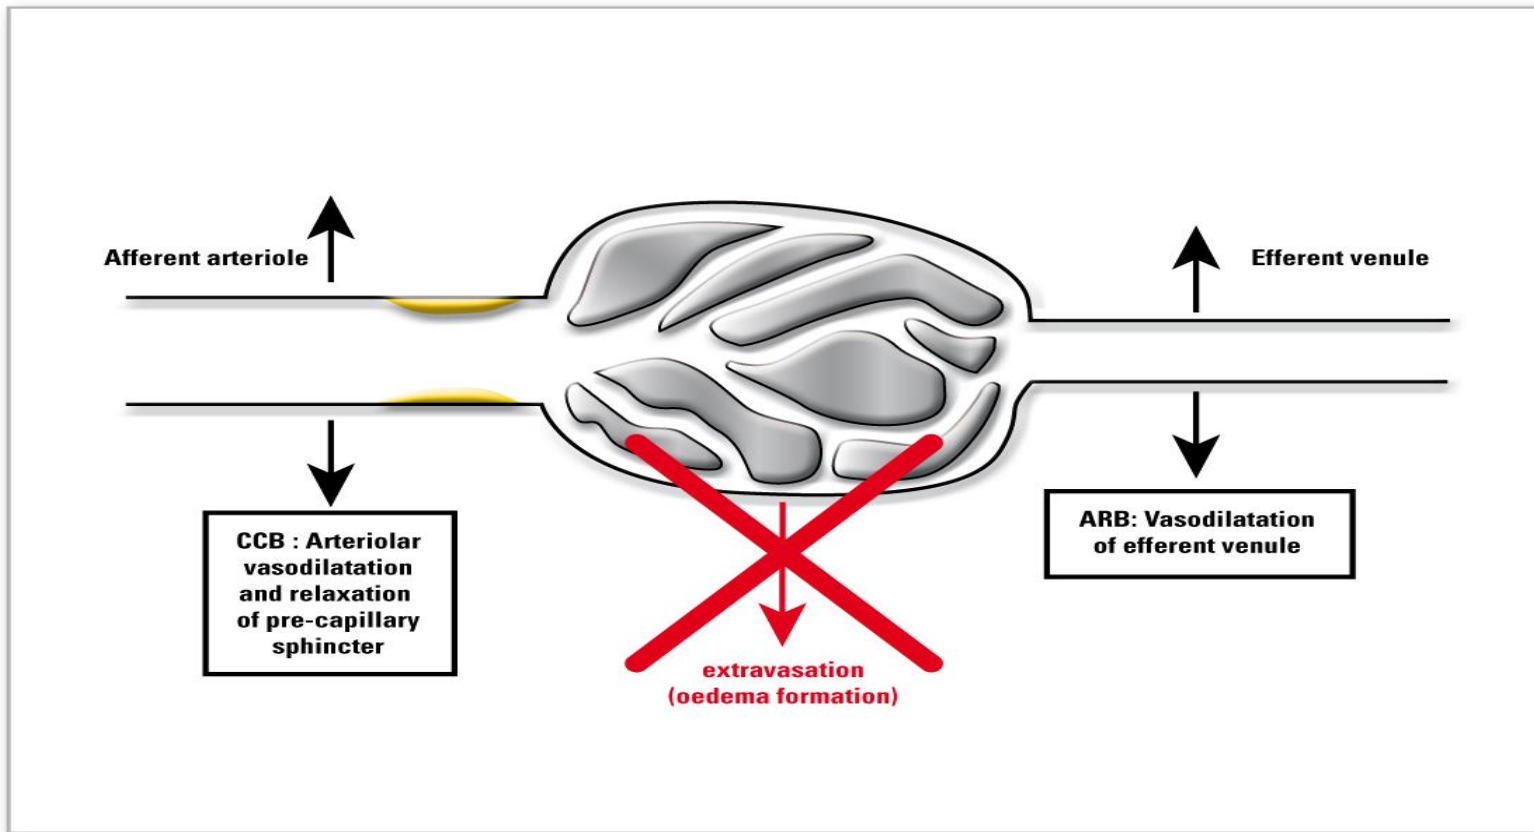 Afferent arteriole
Efferent venule
CCB : Arteriolar
vasodilatation
and relaxation
of pre-capillary
sphincter
ARB: Vasodilatation
of efferent venule
extravasation
(oedema formation)